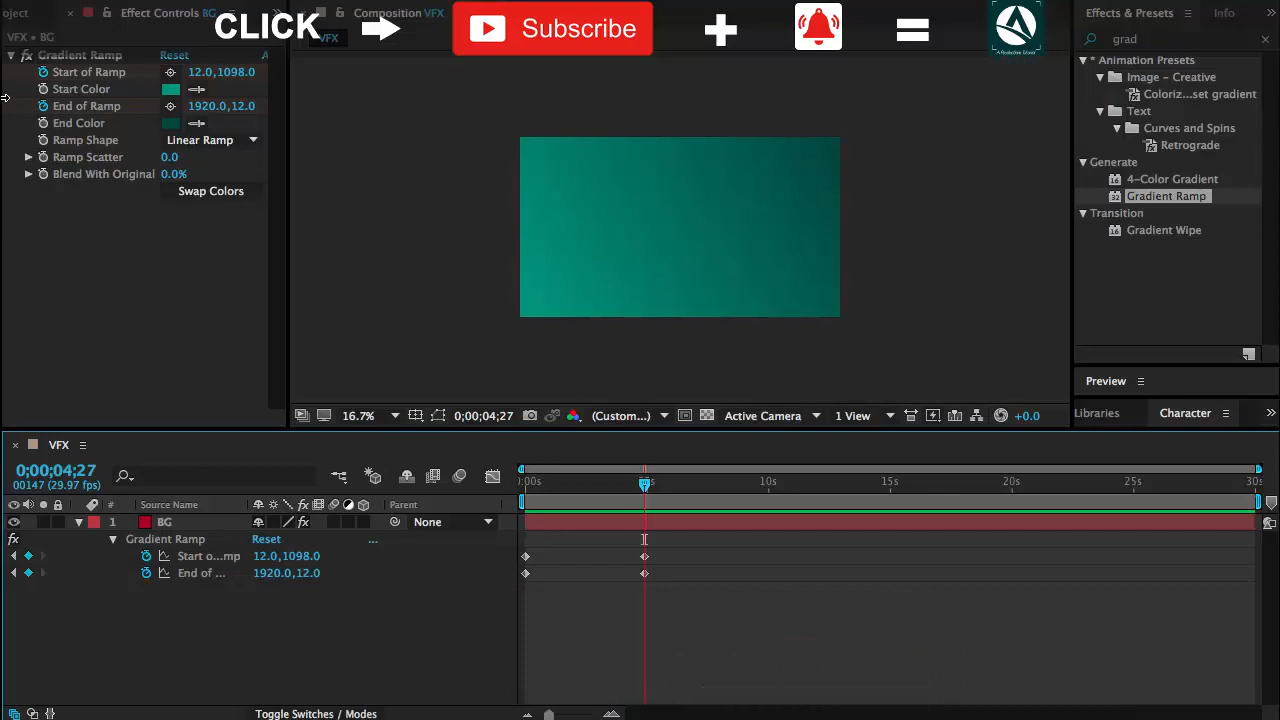 CLICK Subscribe
oject Effect Controls BG
VFX • BG
Gradient Ramp Reset A
Start of Ramp 12.0,1098.0
Start Color
End of Ramp 1920.0,12.0
End Color
Ramp Shape Linear Ramp
Ramp Scatter 0.0
Blend With Original 0.0%
Swap Colors
Composition VFX
VFX
16.7% 0;00;04;27 (Custom... Active Camera 1 View +0.0
Effects & Presets Info
grad
* Animation Presets
Image - Creative
Coloriz...set gradient
Text
Curves and Spins
Retrograde
Generate
4-Color Gradient
Gradient Ramp
Transition
Gradient Wipe
Preview
Libraries Character
VFX
0;00;04;27
00147 (29.97 fps)
0:00s 10s 15s 20s 25s 30s
# Source Name Parent
1 BG None
Gradient Ramp Reset ...
Start o...mp 12.0,1098.0
End of ... 1920.0,12.0
Toggle Switches / Modes